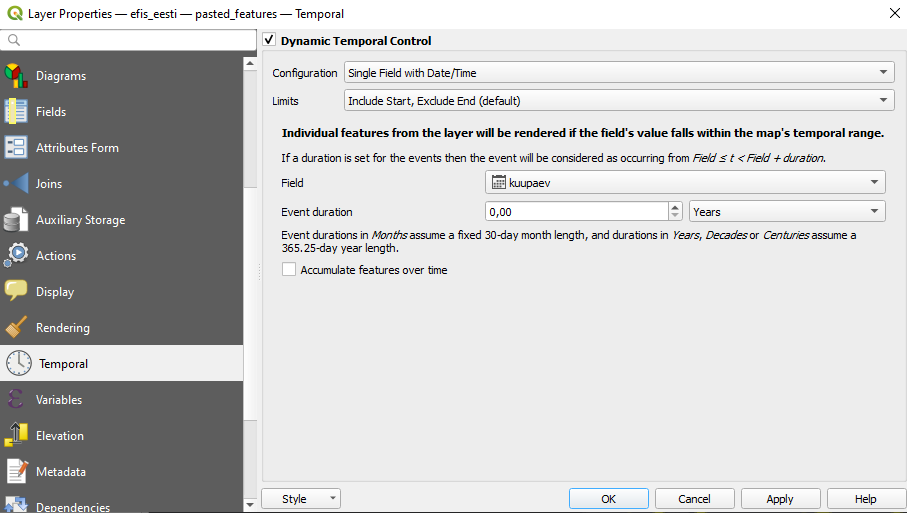 Layer Properties — efis_eesti — pasted_features — Temporal
Diagrams
Fields
Attributes Form
Joins
Auxiliary Storage
Actions
Display
Rendering
Temporal
Variables
Elevation
Metadata
Dependencies
Dynamic Temporal Control
Configuration Single Field with Date/Time
Limits Include Start, Exclude End (default)
Individual features from the layer will be rendered if the field's value falls within the map's temporal range.
If a duration is set for the events then the event will be considered as occurring from Field ≤ t < Field + duration.
Field kuupaev
Event duration 0,00 Years
Event durations in Months assume a fixed 30-day month length, and durations in Years, Decades or Centuries assume a
365.25-day year length.
Accumulate features over time
Style OK Cancel Apply Help